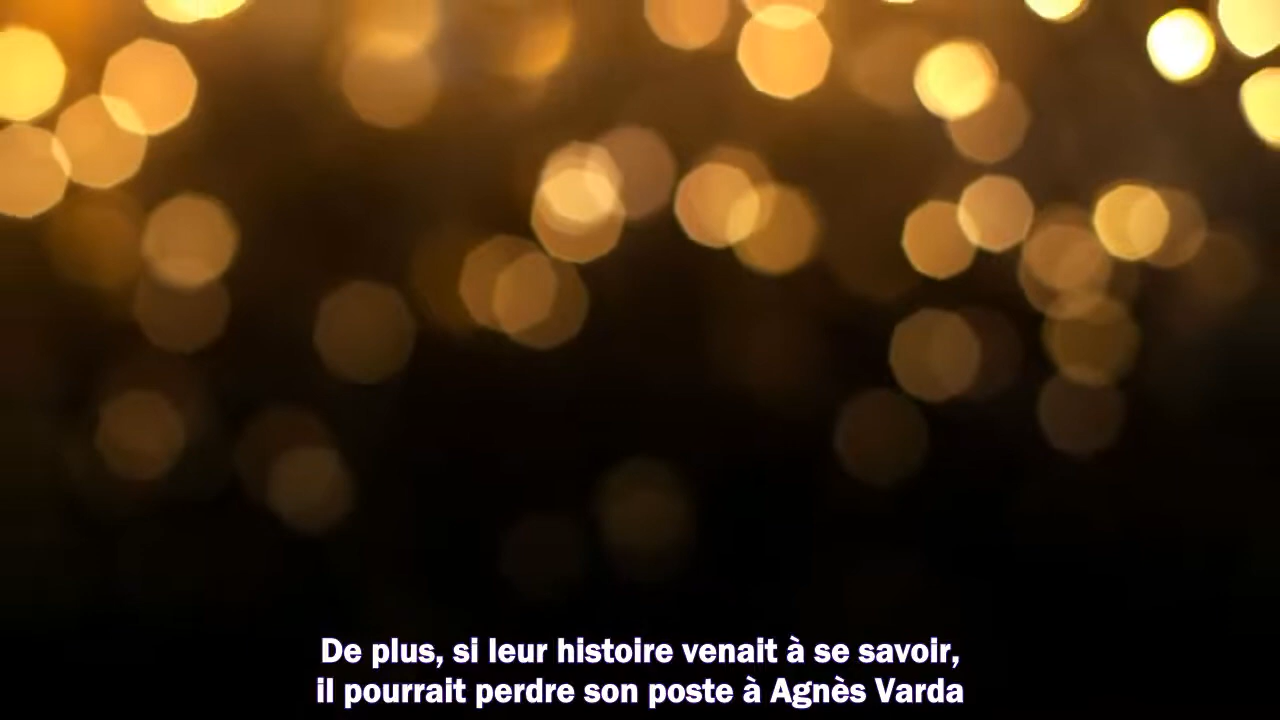 De plus, si leur histoire venait à se savoir,
il pourrait perdre son poste à Agnès Varda